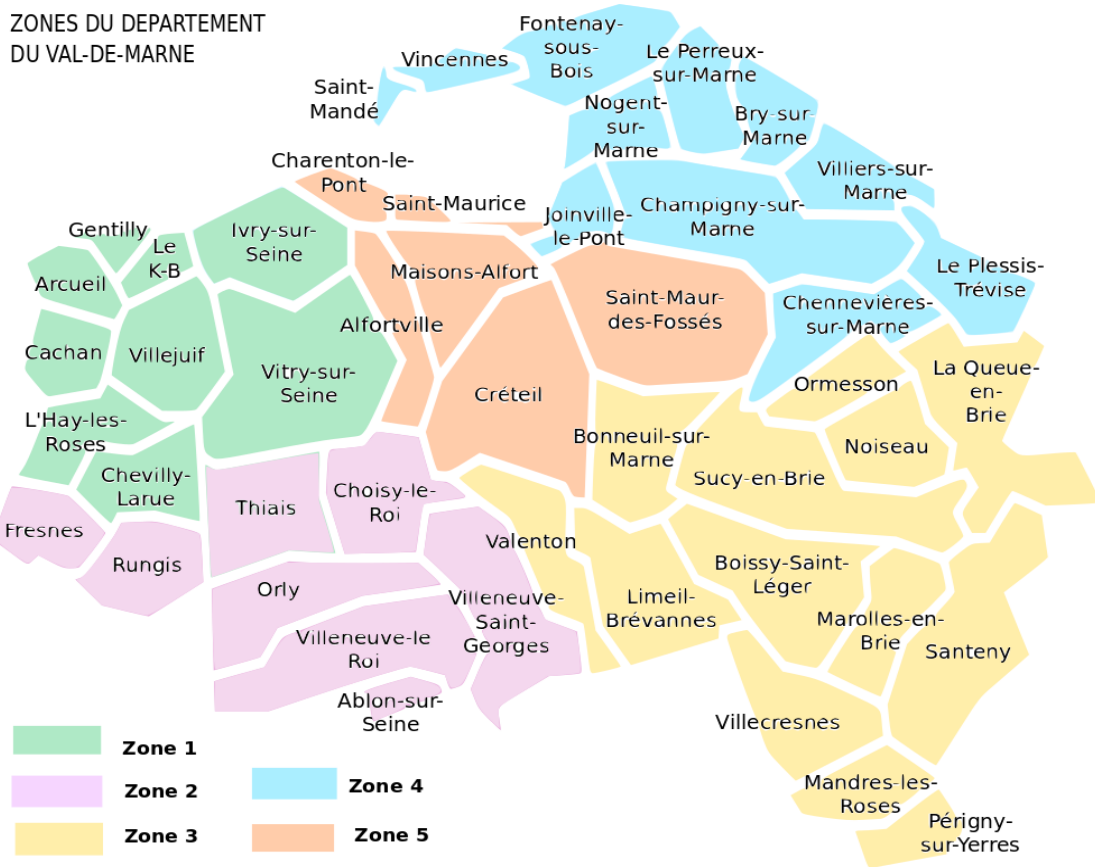 ZONES DU DEPARTEMENT
DU VAL-DE-MARNE
Fontenay-
sous-
Bois
Vincennes
Le Perreux-
sur-Marne
Saint-
Mandé
Nogent-
sur-
Marne
Bry-sur-
Marne
Charenton-le-
Pont
Villiers-sur-
Marne
Saint-Maurice
Joinville-
le-Pont
Champigny-sur-
Marne
Gentilly
Le
K-B
Ivry-sur-
Seine
Arcueil
Maisons-Alfort
Le Plessis-
Trévise
Saint-Maur-
des-Fossés
Chennevières-
sur-Marne
Alfortville
Cachan
Villejuif
Vitry-sur-
Seine
Créteil
Ormesson
La Queue-
en-
Brie
L'Hay-les-
Roses
Bonneuil-sur-
Marne
Noiseau
Sucy-en-Brie
Chevilly-
Larue
Thiais
Choisy-le-
Roi
Fresnes
Rungis
Valenton
Boissy-Saint-
Léger
Orly
Villeneuve-
Saint-
Georges
Limeil-
Brévannes
Marolles-en-
Brie
Santeny
Villeneuve-le
Roi
Ablon-sur-
Seine
Villecresnes
Mandres-les-
Roses
Périgny-
sur-Yerres
Zone 1
Zone 2
Zone 3
Zone 4
Zone 5